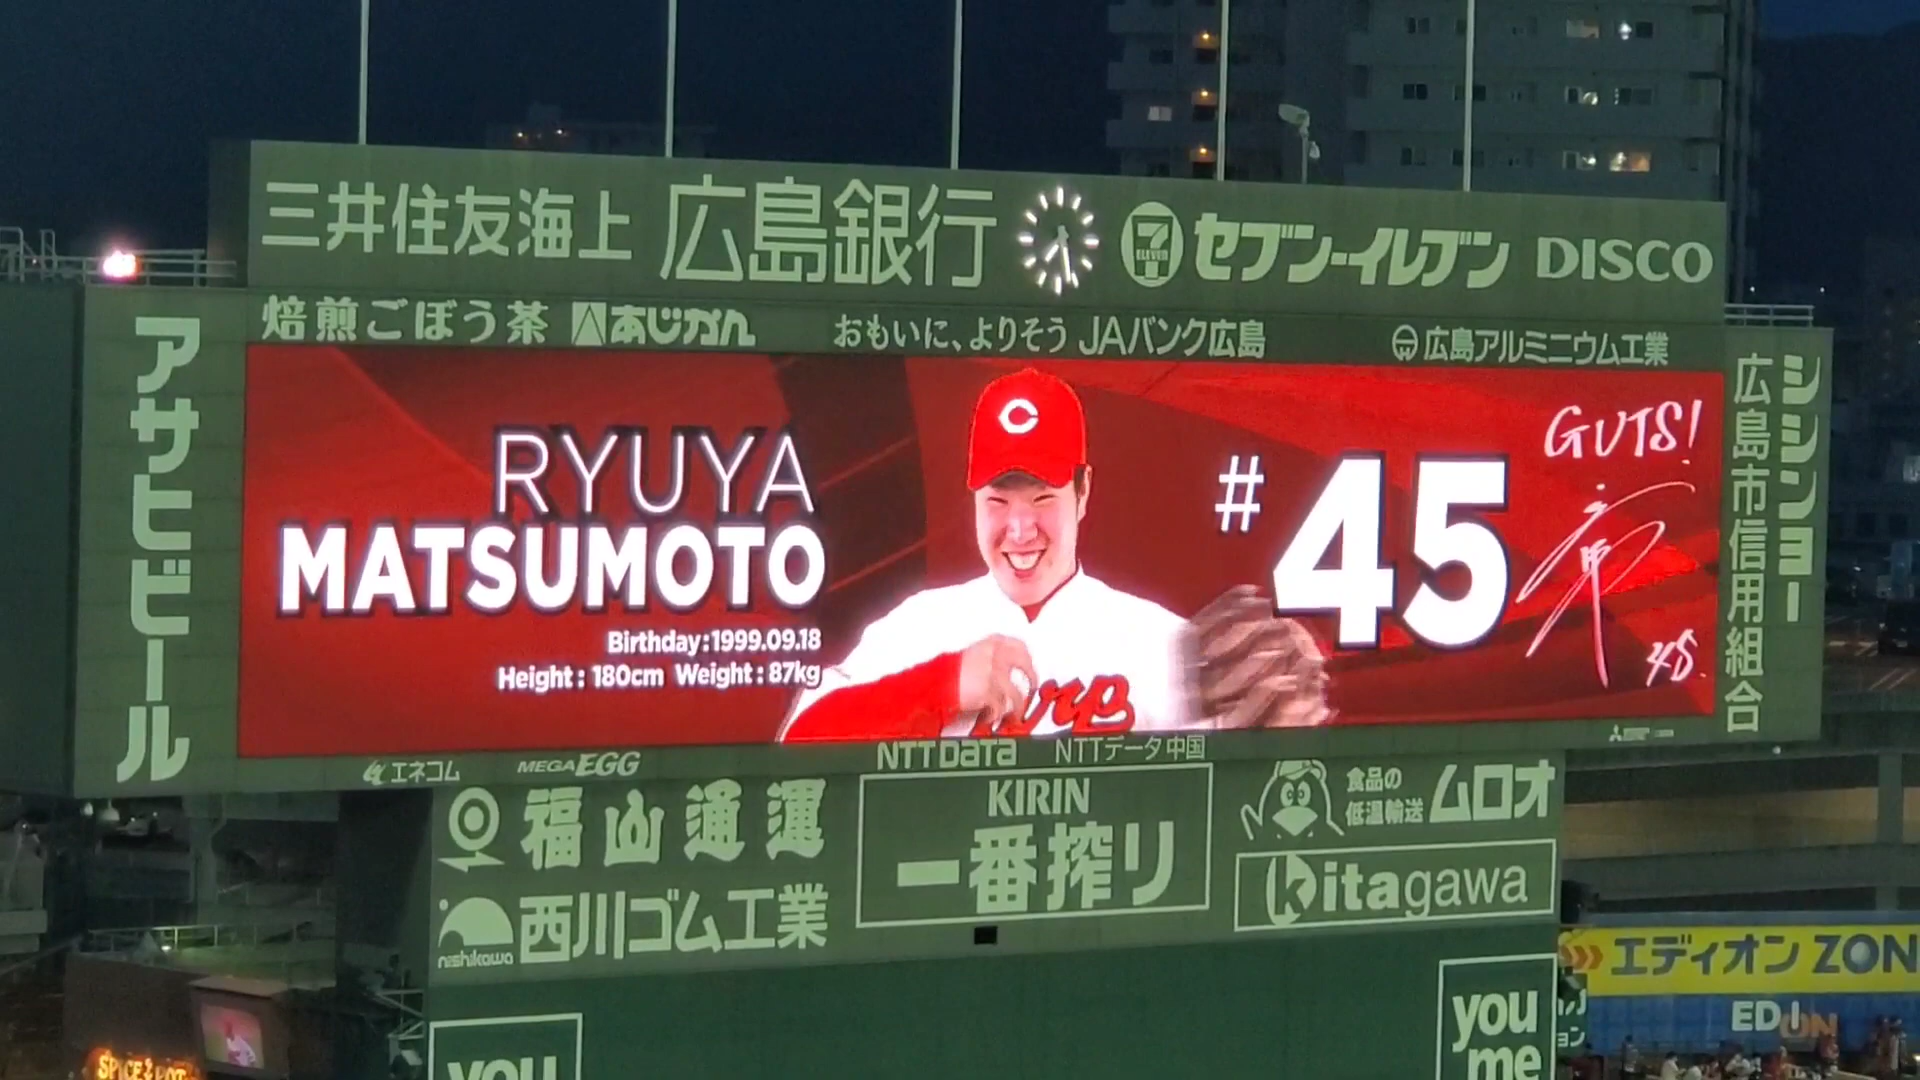 三井住友海上 広島銀行 7 ELEVEN セブン-イレブン DISCO
焙煎ごぼう茶 あじかん おもいに、よりそう JAバンク広島 広島アルミニウム工業
アサヒビール
RYUYA
MATSUMOTO
Birthday:1999.09.18
Height: 180cm Weight: 87kg
C
#45
GUTS!
45
シシンヨー
広島市信用組合
エネコム MEGA EGG NTT DATA NTTデータ中国
福山通運
KIRIN
一番搾り
食品の
低温輸送 ムロオ
nishikawa 西川ゴム工業
kitagawa
エディオン ZON
EDION
you
me
you